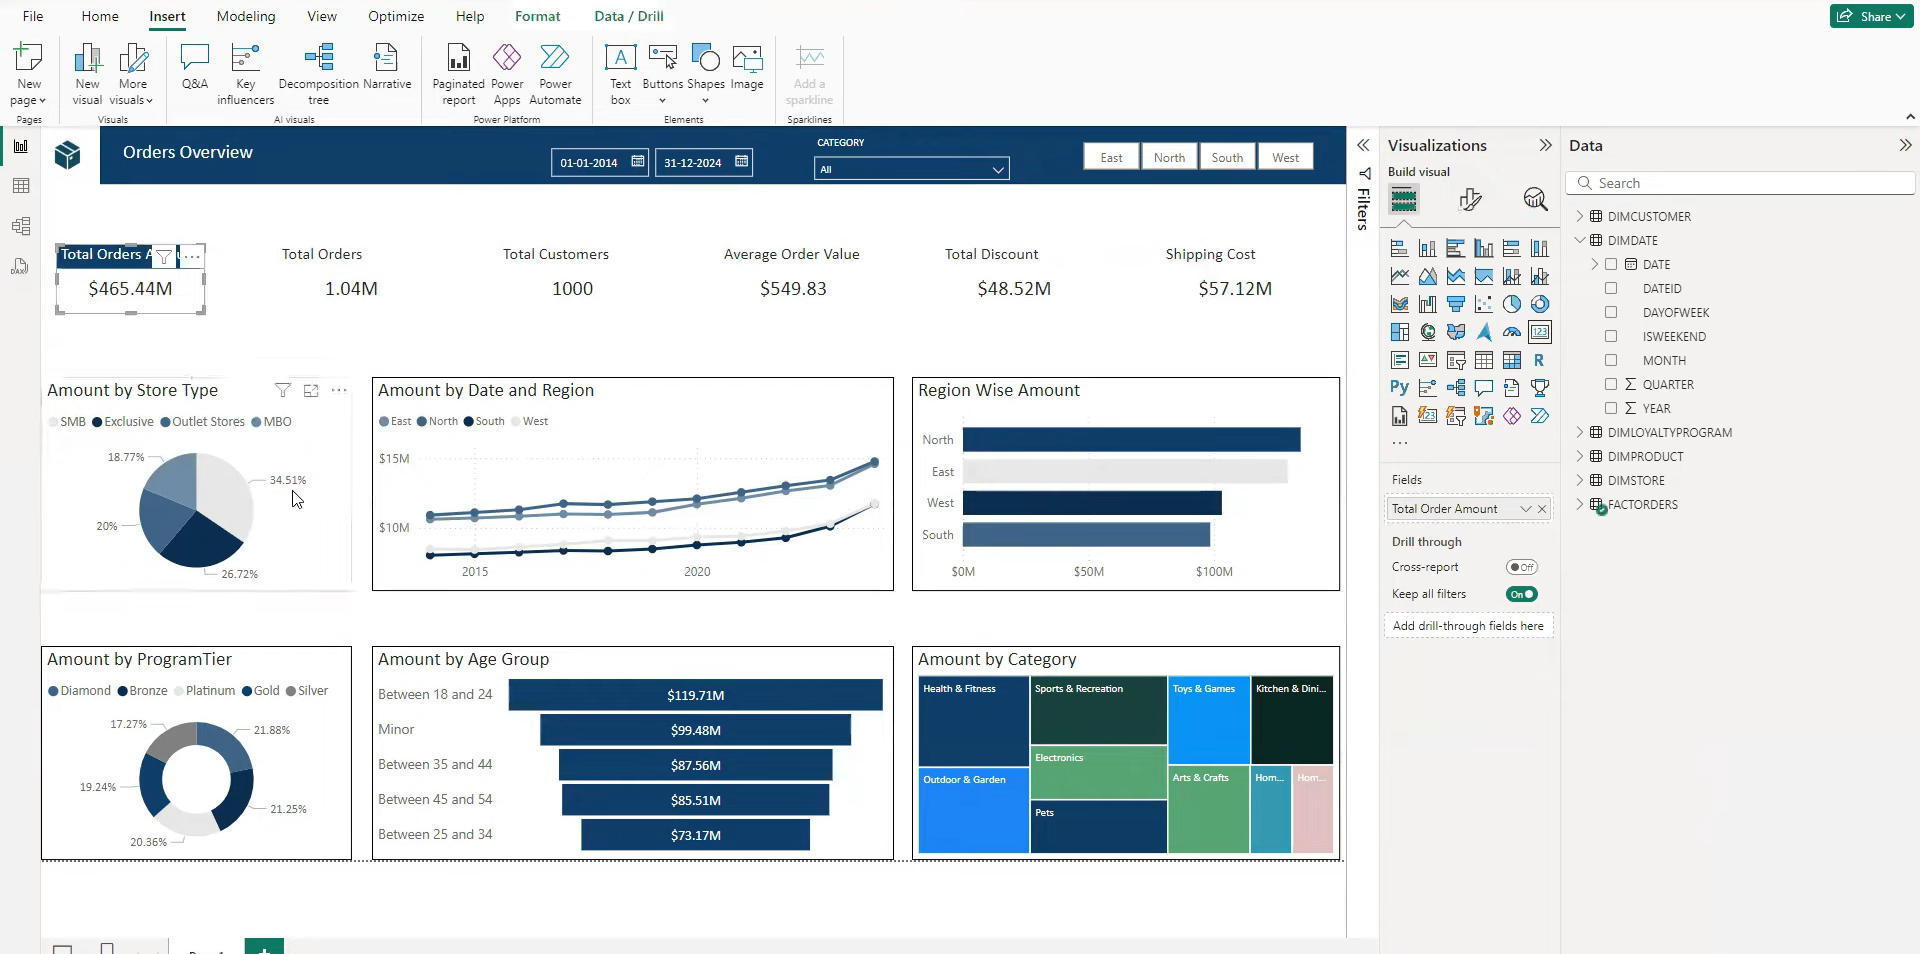 File Home Insert Modeling View Optimize Help Format Data / Drill Share
New page
New visual
More visuals
Q&A
Key influencers
Decomposition tree
Narrative
Paginated report
Power Apps
Power Automate
Text box
Buttons
Shapes
Image
Add a sparkline
Pages Visuals AI visuals Power Platform Elements Sparklines
Orders Overview
01-01-2014
31-12-2024
CATEGORY
All
East North South West
Total Orders A
$465.44M
Total Orders
1.04M
Total Customers
1000
Average Order Value
$549.83
Total Discount
$48.52M
Shipping Cost
$57.12M
Amount by Store Type
SMB Exclusive Outlet Stores MBO
18.77%
34.51%
20%
26.72%
Amount by Date and Region
East North South West
$15M
$10M
2015 2020
Region Wise Amount
North
East
West
South
$0M $50M $100M
Amount by ProgramTier
Diamond Bronze Platinum Gold Silver
17.27%
21.88%
19.24%
21.25%
20.36%
Amount by Age Group
Between 18 and 24 $119.71M
Minor $99.48M
Between 35 and 44 $87.56M
Between 45 and 54 $85.51M
Between 25 and 34 $73.17M
Amount by Category
Health & Fitness
Sports & Recreation
Toys & Games
Kitchen & Dini...
Outdoor & Garden
Electronics
Pets
Arts & Crafts
Hom...
Hom...
Filters
Visualizations
Build visual
123
R
Py
Fields
Total Order Amount
Drill through
Cross-report Off
Keep all filters On
Add drill-through fields here
Data
Search
DIMCUSTOMER
DIMDATE
DATE
DATEID
DAYOFWEEK
ISWEEKEND
MONTH
QUARTER
YEAR
DIMLOYALTYPROGRAM
DIMPRODUCT
DIMSTORE
FACTORDERS